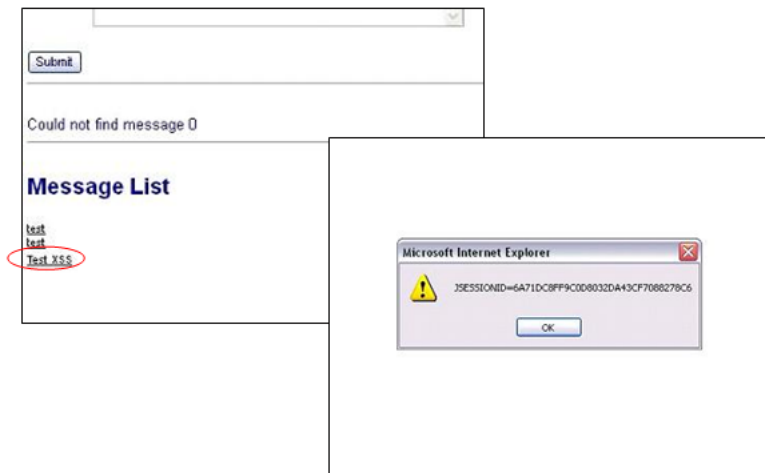 Submit
Could not find message 0
Message List
test
test
Test XSS
Microsoft Internet Explorer
JSESSIONID=6A71DC8FF9C0D8032DA43CF7088278C6
OK